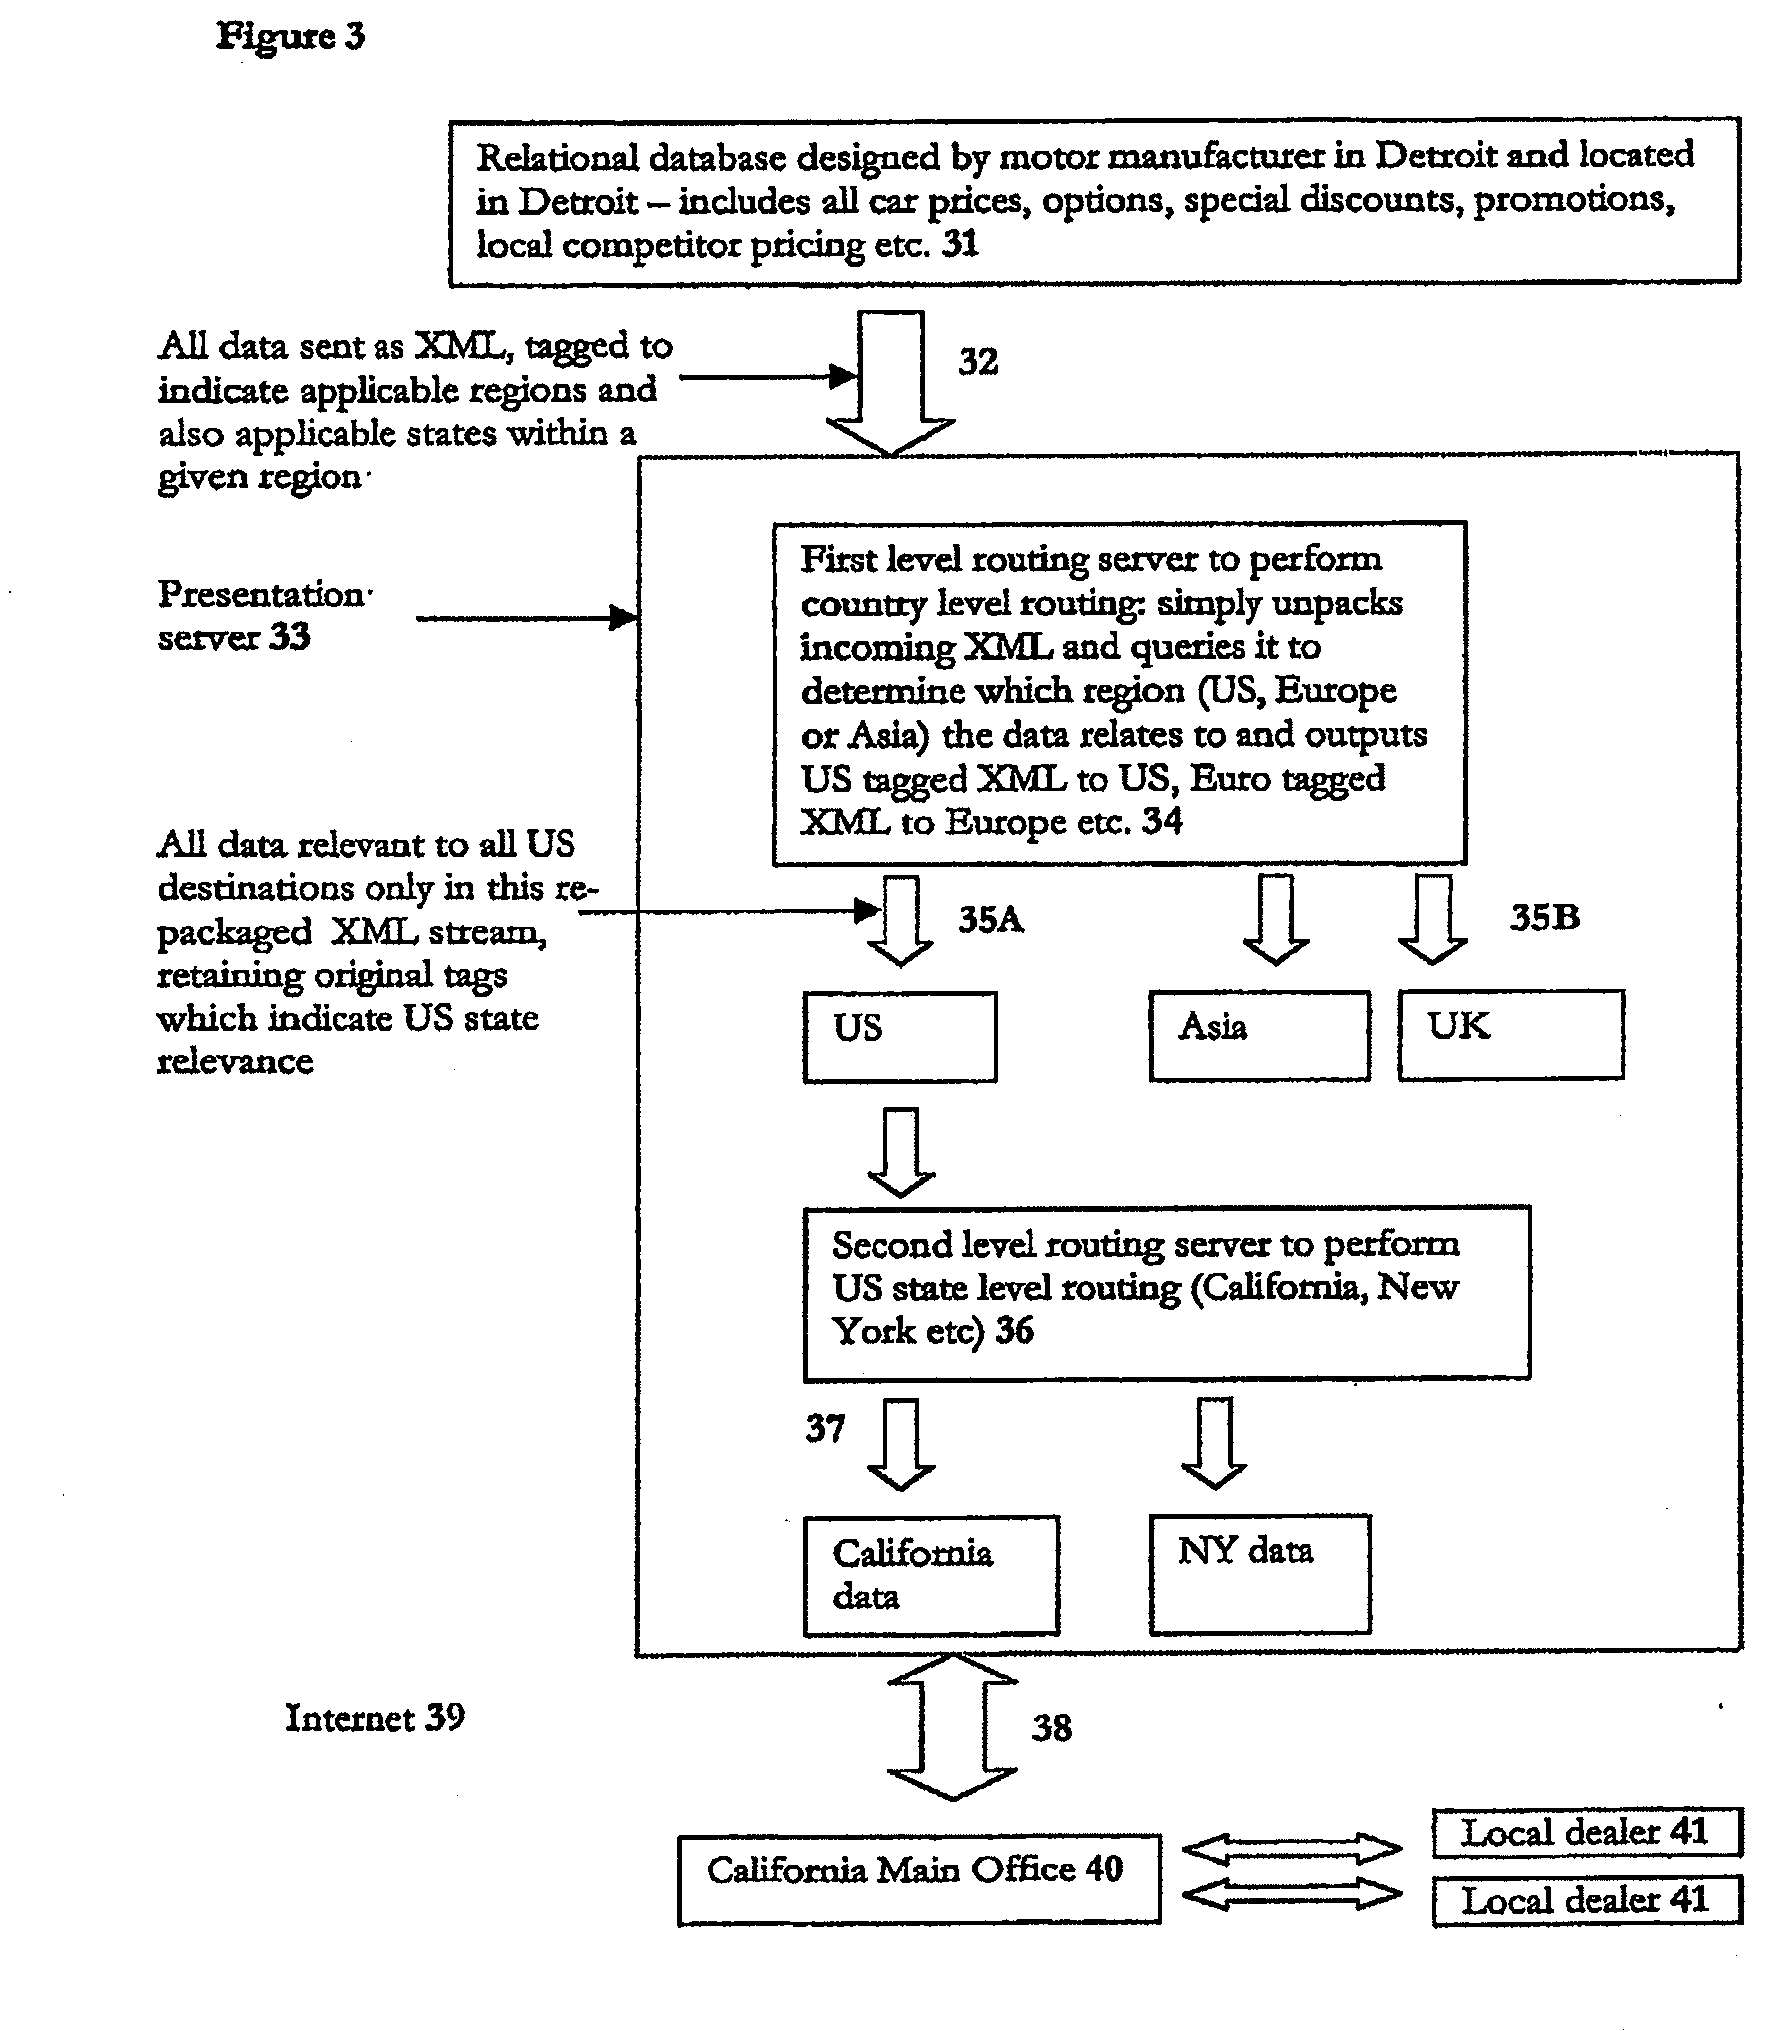 Figure 3
Relational database designed by motor manufacturer in Detroit and located
in Detroit – includes all car prices, options, special discounts, promotions,
local competitor pricing etc. 31
All data sent as XML, tagged to
indicate applicable regions and
also applicable states within a
given region
32
Presentation
server 33
First level routing server to perform
country level routing: simply unpacks
incoming XML and queries it to
determine which region (US, Europe
or Asia) the data relates to and outputs
US tagged XML to US, Euro tagged
XML to Europe etc. 34
All data relevant to all US
destinations only in this re-
packaged XML stream,
retaining original tags
which indicate US state
relevance
35A
35B
US
Asia
UK
Second level routing server to perform
US state level routing (California, New
York etc) 36
37
California
data
NY data
Internet 39
38
California Main Office 40
Local dealer 41
Local dealer 41